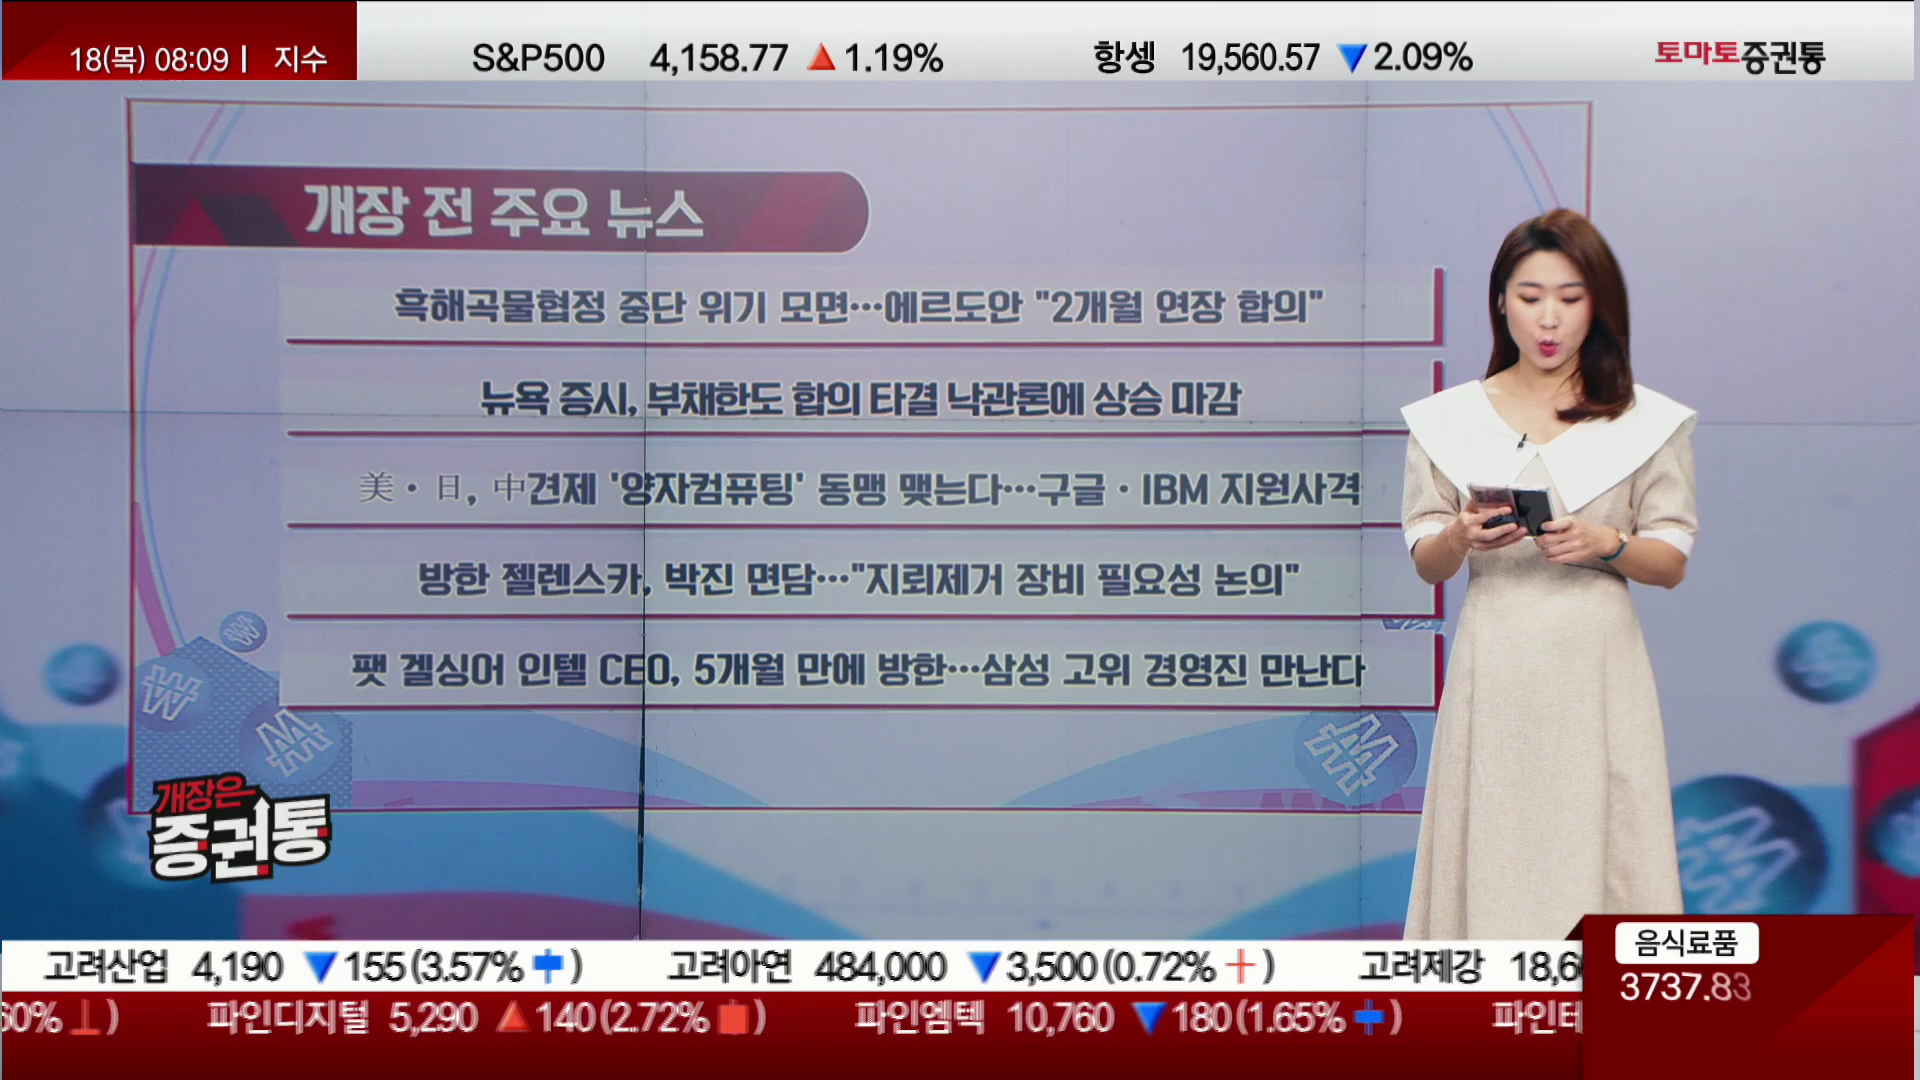 18(목) 08:09 | 지수 S&P500 4,158.77 ▲1.19% 항셍 19,560.57 ▼2.09% 토마토증권통
개장 전 주요 뉴스
흑해곡물협정 중단 위기 모면…에르도안 "2개월 연장 합의"
뉴욕 증시, 부채한도 합의 타결 낙관론에 상승 마감
美·日, 中견제 '양자컴퓨팅' 동맹 맺는다…구글·IBM 지원사격
방한 젤렌스카, 박진 면담…"지뢰제거 장비 필요성 논의"
팻 겔싱어 인텔 CEO, 5개월 만에 방한…삼성 고위 경영진 만난다
개장은
증권통
고려산업 4,190 ▼155(3.57% ) 고려아연 484,000 ▼3,500(0.72% ) 고려제강
음식료품
3737.83
60% ) 파인디지털 5,290 ▲140(2.72% ) 파인엠텍 10,760 ▼180(1.65% ) 파인테